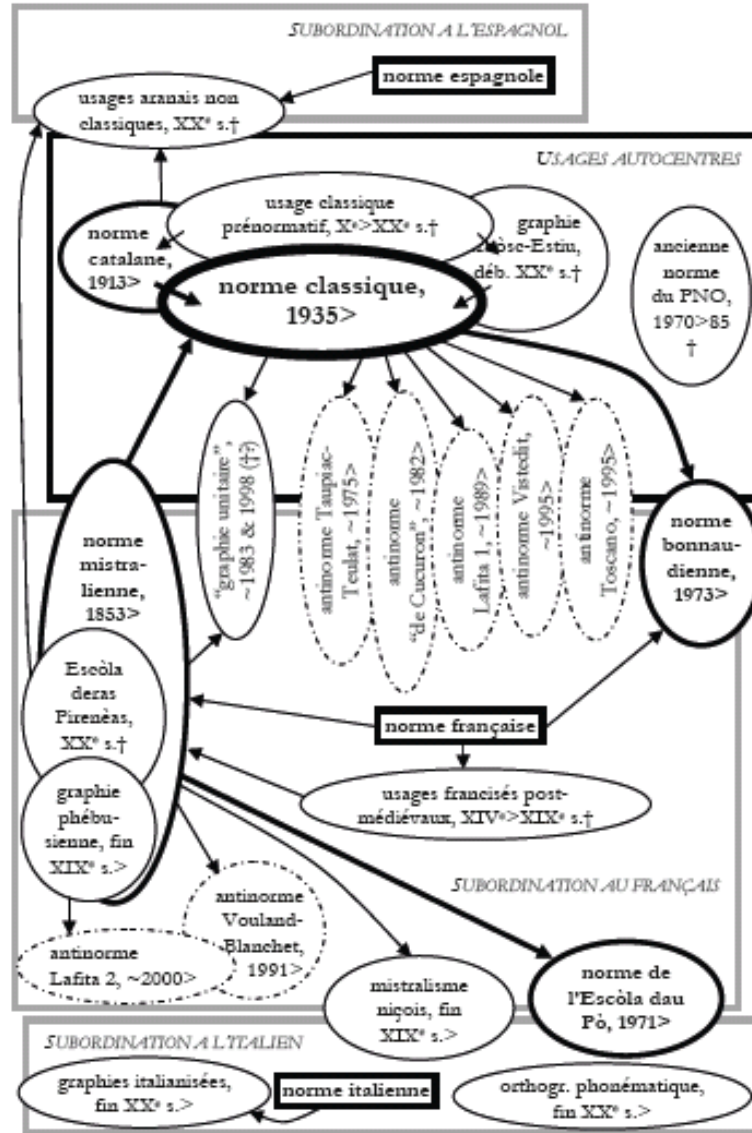 SUBORDINATION A L'ESPAGNOL
norme espagnole
usages aranais non
classiques, XXe s.†
USAGES AUTOCENTRES
usage classique
prénormatif, Xe>XXe s.†
norme
catalane,
1913>
graphie
déb. XXe s.†
ancienne
norme
du PNO,
1970>85
†
norme classique,
1935>
"graphie unitaire",
~1983 & 1998 (†?)
antinorme Taupiac-
Teulat, ~1975>
antinorme
"de Cucuron", ~1982>
antinorme
Lafita 1, ~1989>
antinorme Vistedit,
~1995>
antinorme
Toscano, ~1995>
norme
bonnau-
dienne,
1973>
norme
mistra-
lienne,
1853>
Escòla
deras
Pirenèas,
XXe s.†
graphie
phébu-
sienne, fin
XIXe s.>
norme française
usages francisés post-
médiévaux, XIVe>XIXe s.†
SUBORDINATION AU FRANÇAIS
antinorme
Vouland-
Blanchet,
1991>
antinorme
Lafita 2, ~2000>
mistralisme
niçois, fin
XIXe s.>
norme de
l'Escòla dau
Pò, 1971>
SUBORDINATION A L'ITALIEN
graphies italianisées,
fin XXe s.>
norme italienne
orthogr. phonématique,
fin XXe s.>